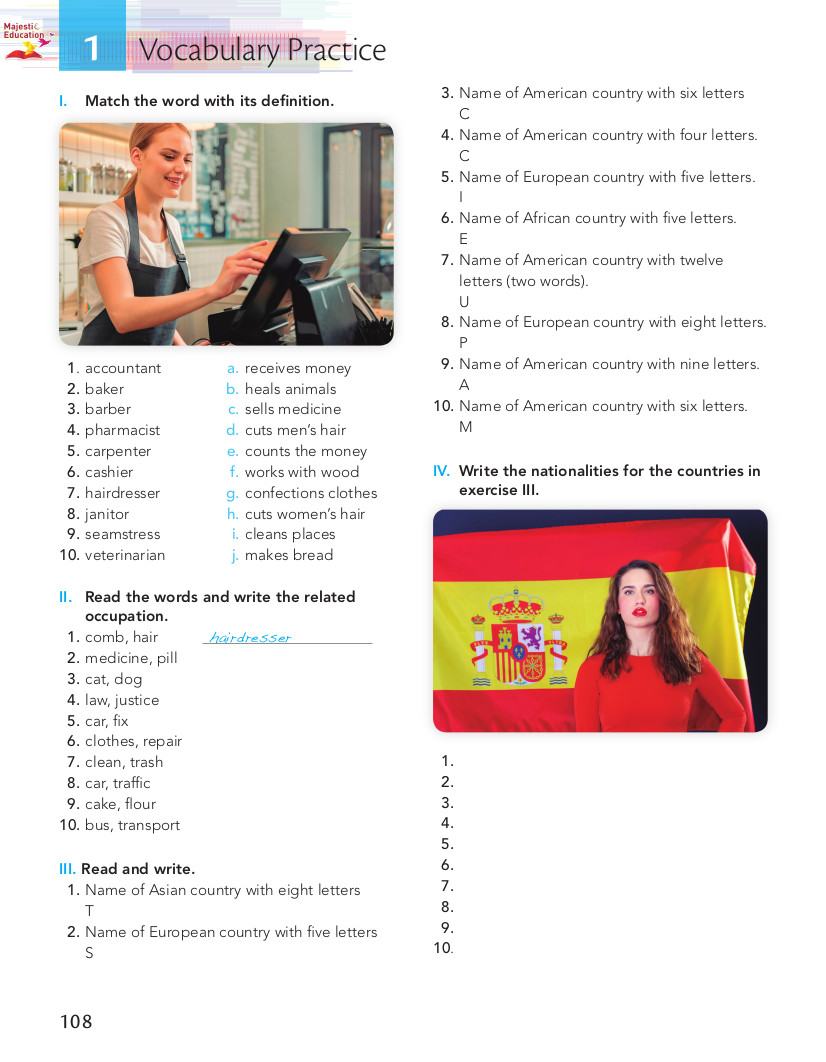 Majestic
Education
1 Vocabulary Practice
I. Match the word with its definition.
1. accountant a. receives money
2. baker b. heals animals
3. barber c. sells medicine
4. pharmacist d. cuts men's hair
5. carpenter e. counts the money
6. cashier f. works with wood
7. hairdresser g. confections clothes
8. janitor h. cuts women's hair
9. seamstress i. cleans places
10. veterinarian j. makes bread
II. Read the words and write the related
occupation.
1. comb, hair hairdresser
2. medicine, pill
3. cat, dog
4. law, justice
5. car, fix
6. clothes, repair
7. clean, trash
8. car, traffic
9. cake, flour
10. bus, transport
III. Read and write.
1. Name of Asian country with eight letters
T
2. Name of European country with five letters
S
3. Name of American country with six letters
C
4. Name of American country with four letters.
C
5. Name of European country with five letters.
I
6. Name of African country with five letters.
E
7. Name of American country with twelve
letters (two words).
U
8. Name of European country with eight letters.
P
9. Name of American country with nine letters.
A
10. Name of American country with six letters.
M
IV. Write the nationalities for the countries in
exercise III.
1.
2.
3.
4.
5.
6.
7.
8.
9.
10.
108